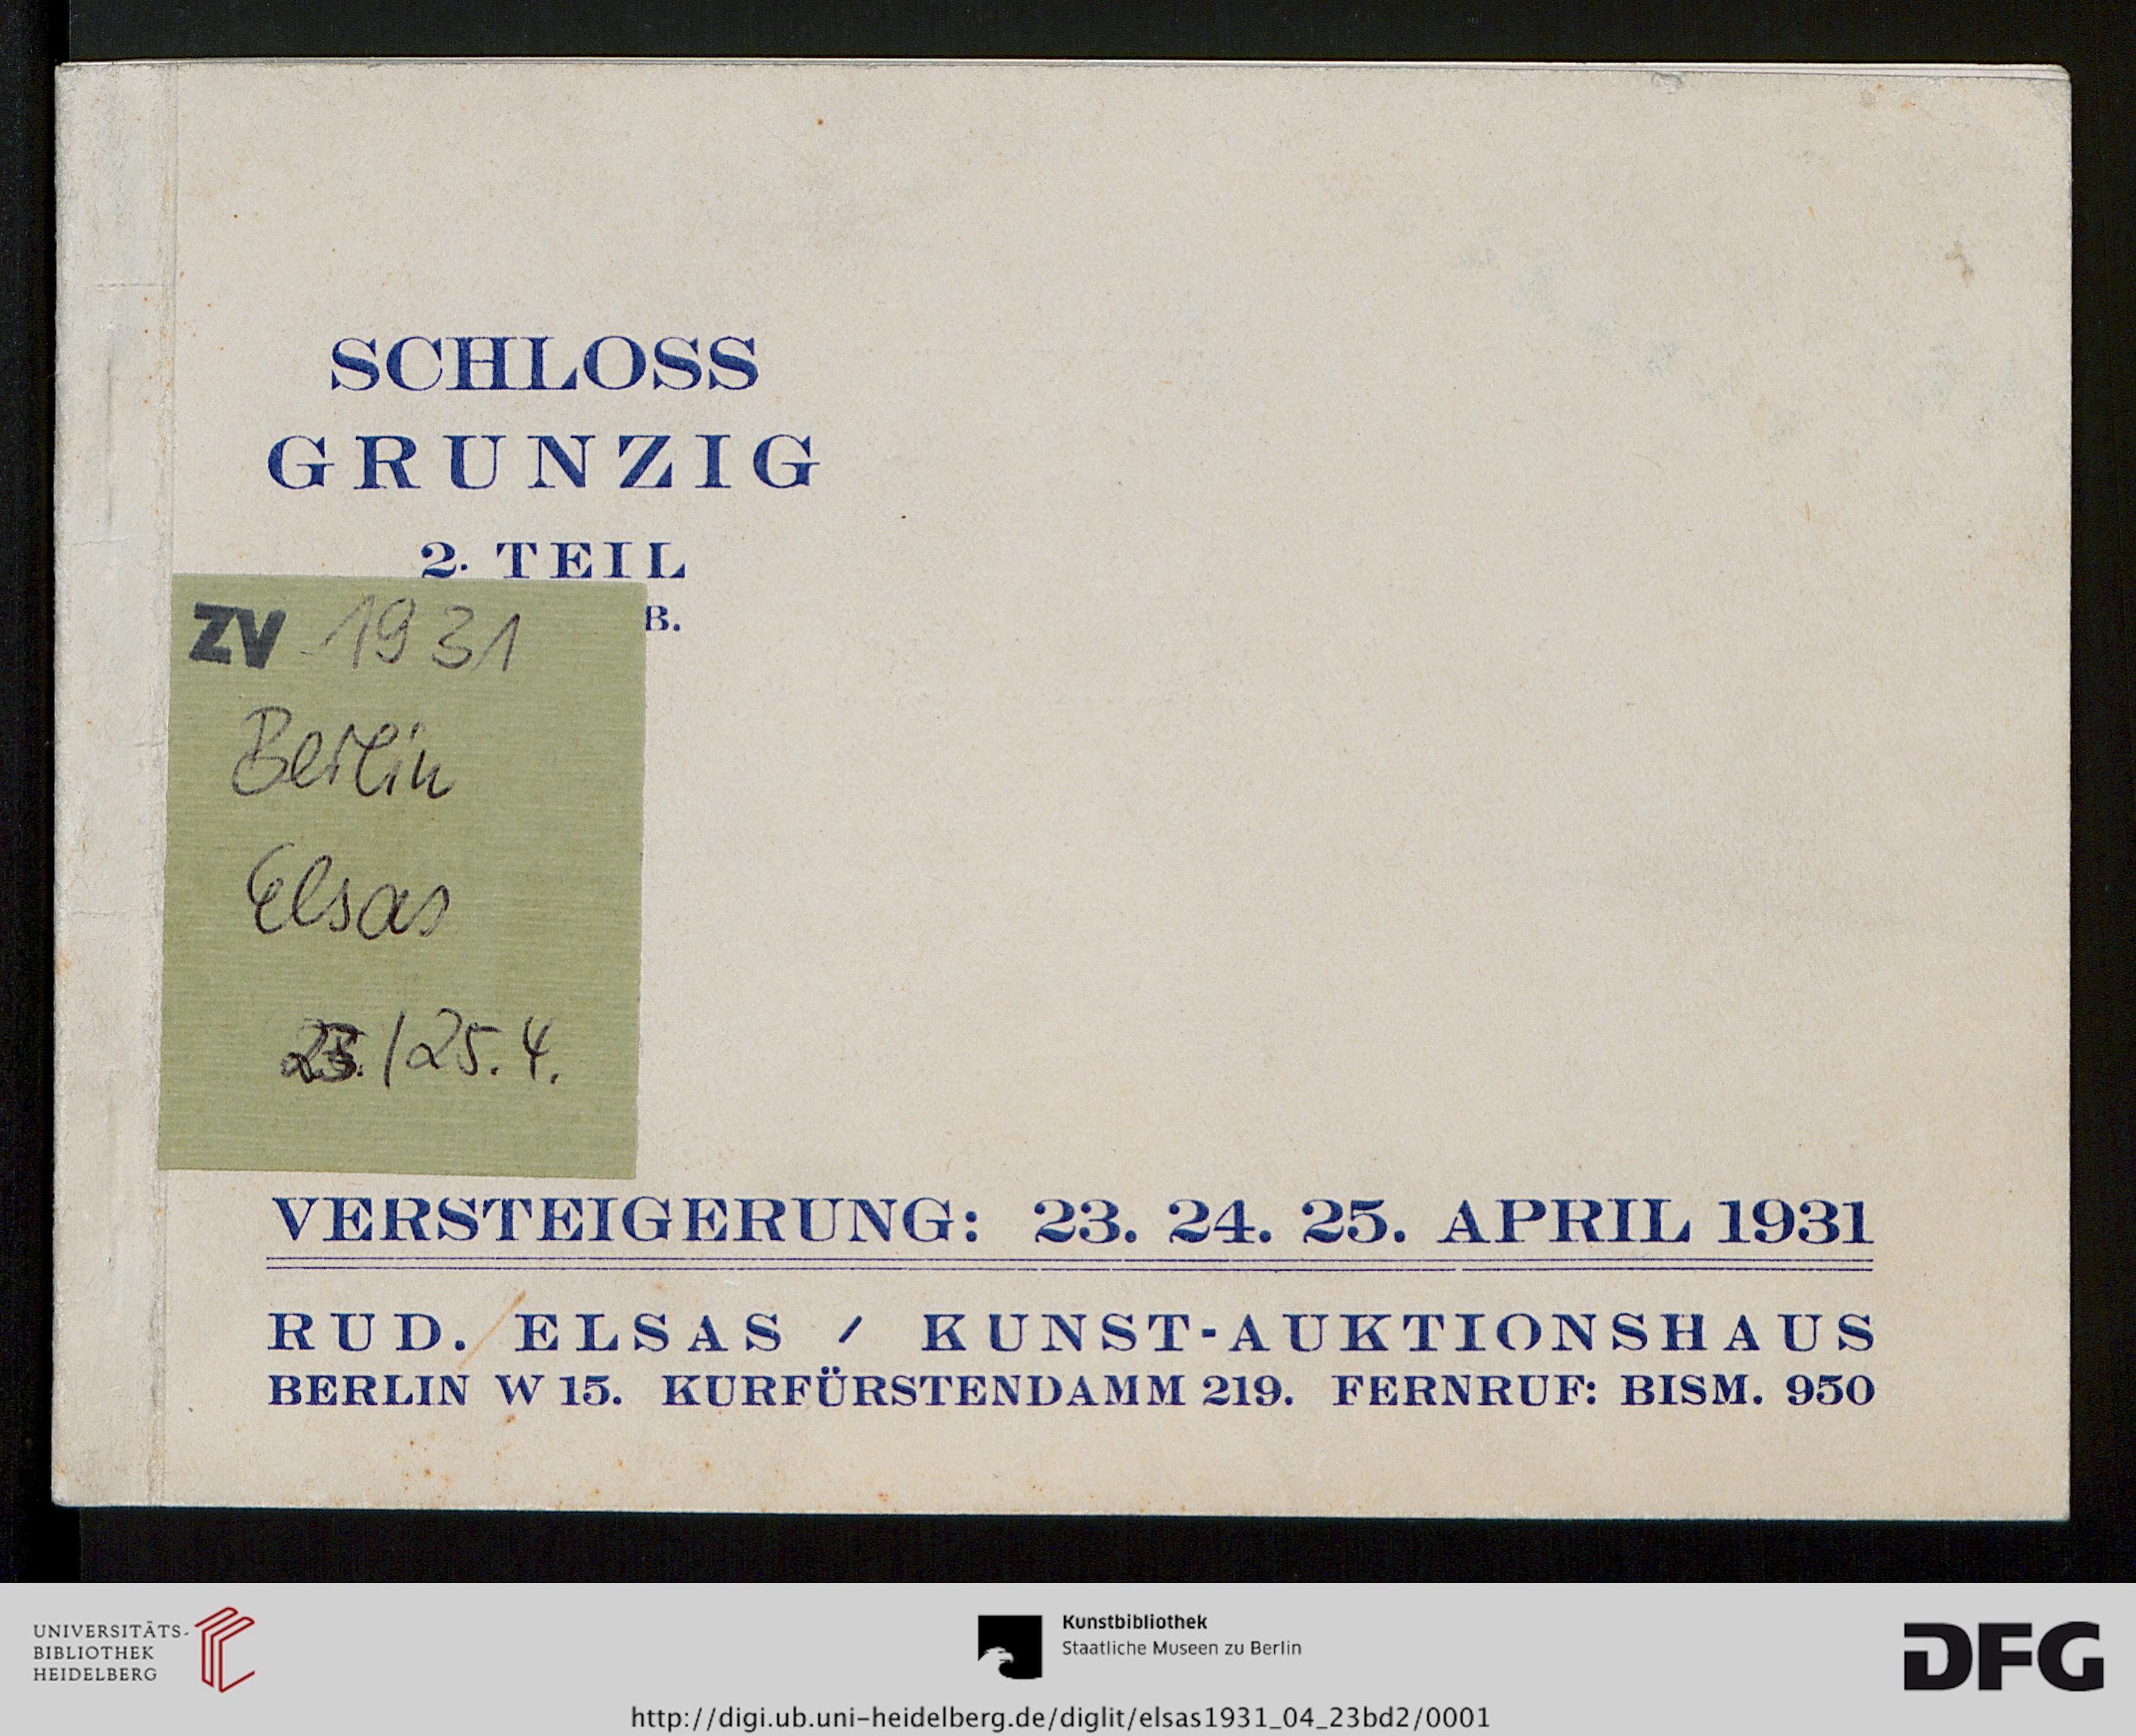 SCHLOSS
GRUNZIG
2. TEIL
B.
ZV 1931
Berlin
Elsas
23./25.4.
VERSTEIGERUNG: 23. 24. 25. APRIL 1931
RUD. ELSAS / KUNST-AUKTIONSHAUS
BERLIN W 15. KURFÜRSTENDAMM 219. FERNRUF: BISM. 950
UNIVERSITÄTS-
BIBLIOTHEK
HEIDELBERG
Kunstbibliothek
Staatliche Museen zu Berlin
DFG
http://digi.ub.uni-heidelberg.de/diglit/elsas1931_04_23bd2/0001